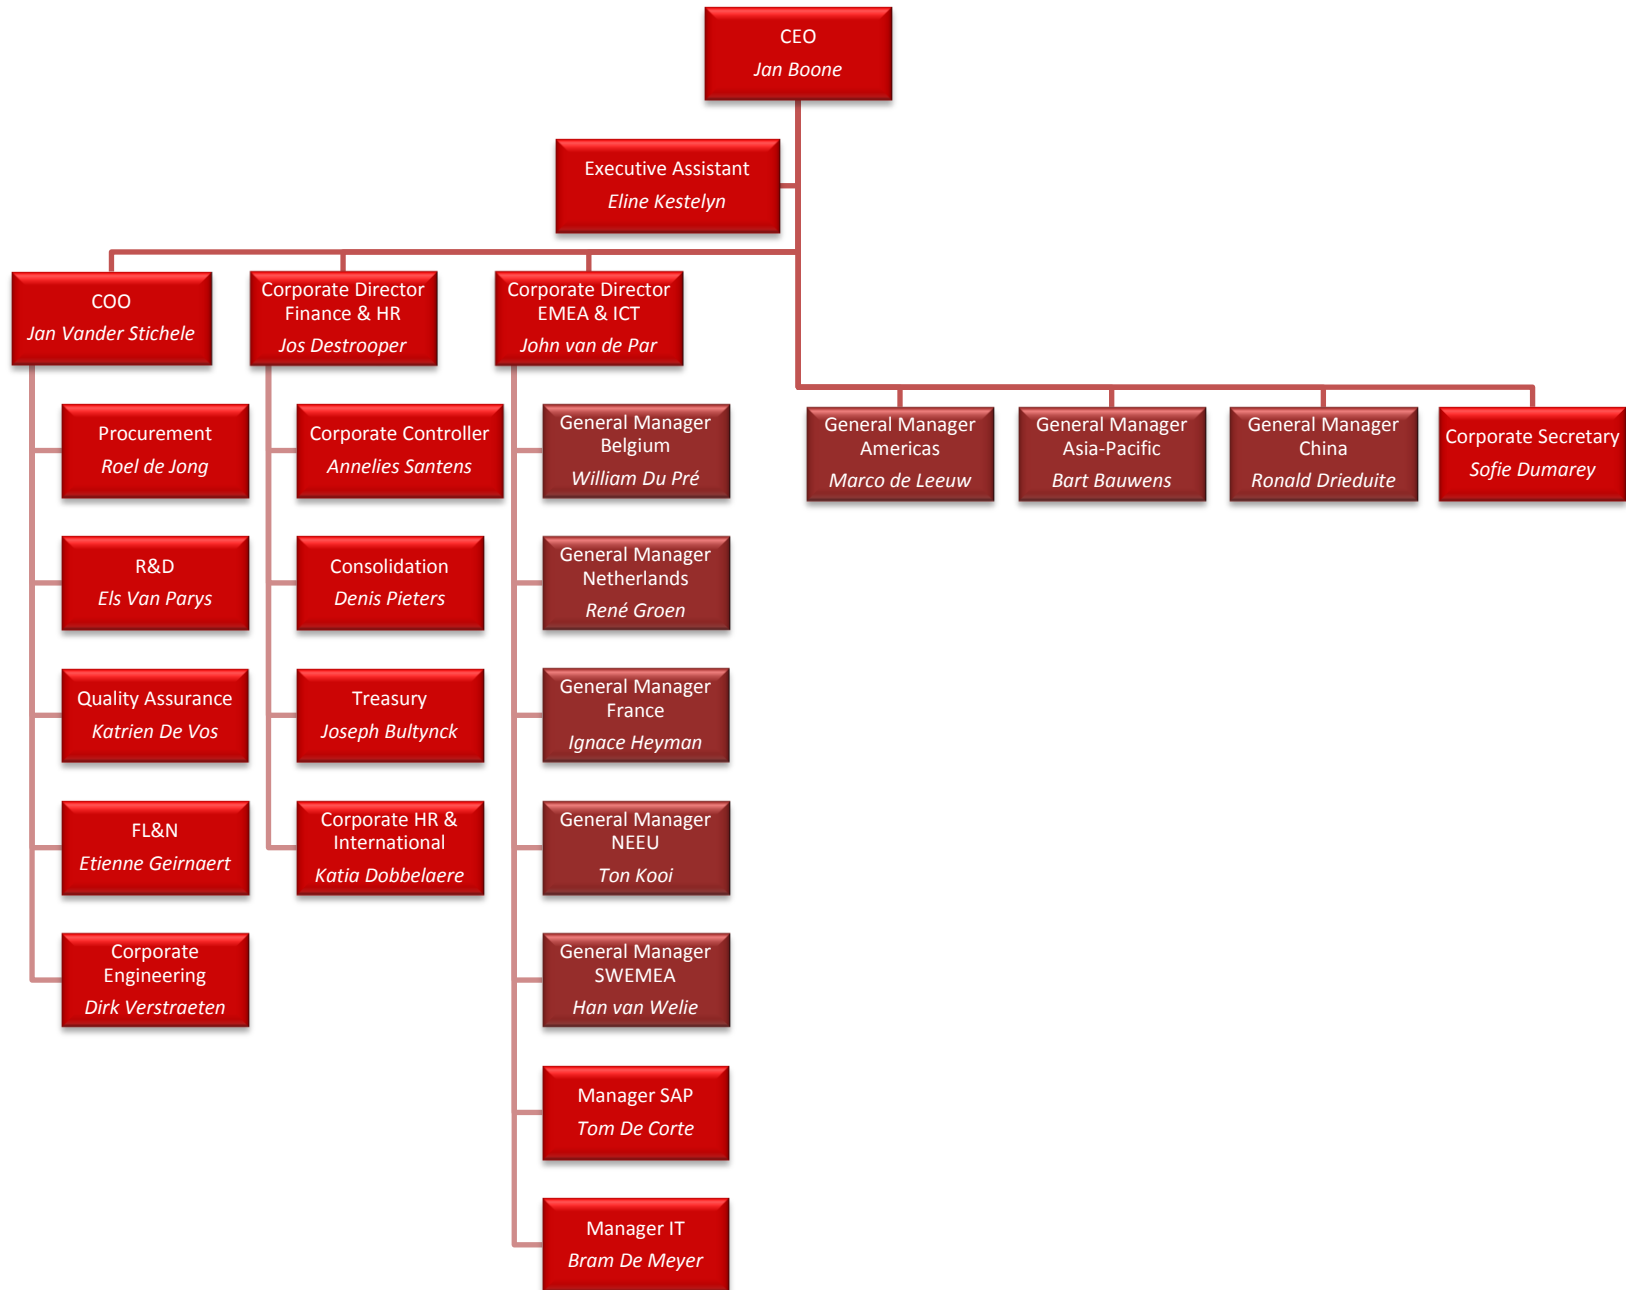 CEO
Jan Boone
Executive Assistant
Eline Kestelyn
COO
Jan Vander Stichele
Corporate Director
Finance & HR
Jos Destrooper
Corporate Director
EMEA & ICT
John van de Par
Procurement
Roel de Jong
R&D
Els Van Parys
Quality Assurance
Katrien De Vos
FL&N
Etienne Geirnaert
Corporate
Engineering
Dirk Verstraeten
Corporate Controller
Annelies Santens
Consolidation
Denis Pieters
Treasury
Joseph Bultynck
Corporate HR &
International
Katia Dobbelaere
General Manager
Belgium
William Du Pré
General Manager
Netherlands
René Groen
General Manager
France
Ignace Heyman
General Manager
NEEU
Ton Kooi
General Manager
SWEMEA
Han van Welie
Manager SAP
Tom De Corte
Manager IT
Bram De Meyer
General Manager
Americas
Marco de Leeuw
General Manager
Asia-Pacific
Bart Bauwens
General Manager
China
Ronald Drieduite
Corporate Secretary
Sofie Dumarey